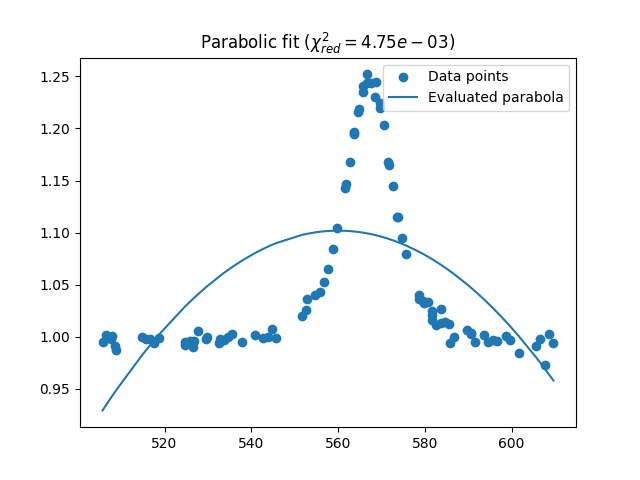 Parabolic fit (χ²_red = 4.75e − 03)
Data points
Evaluated parabola
1.25
1.20
1.15
1.10
1.05
1.00
0.95
520 540 560 580 600